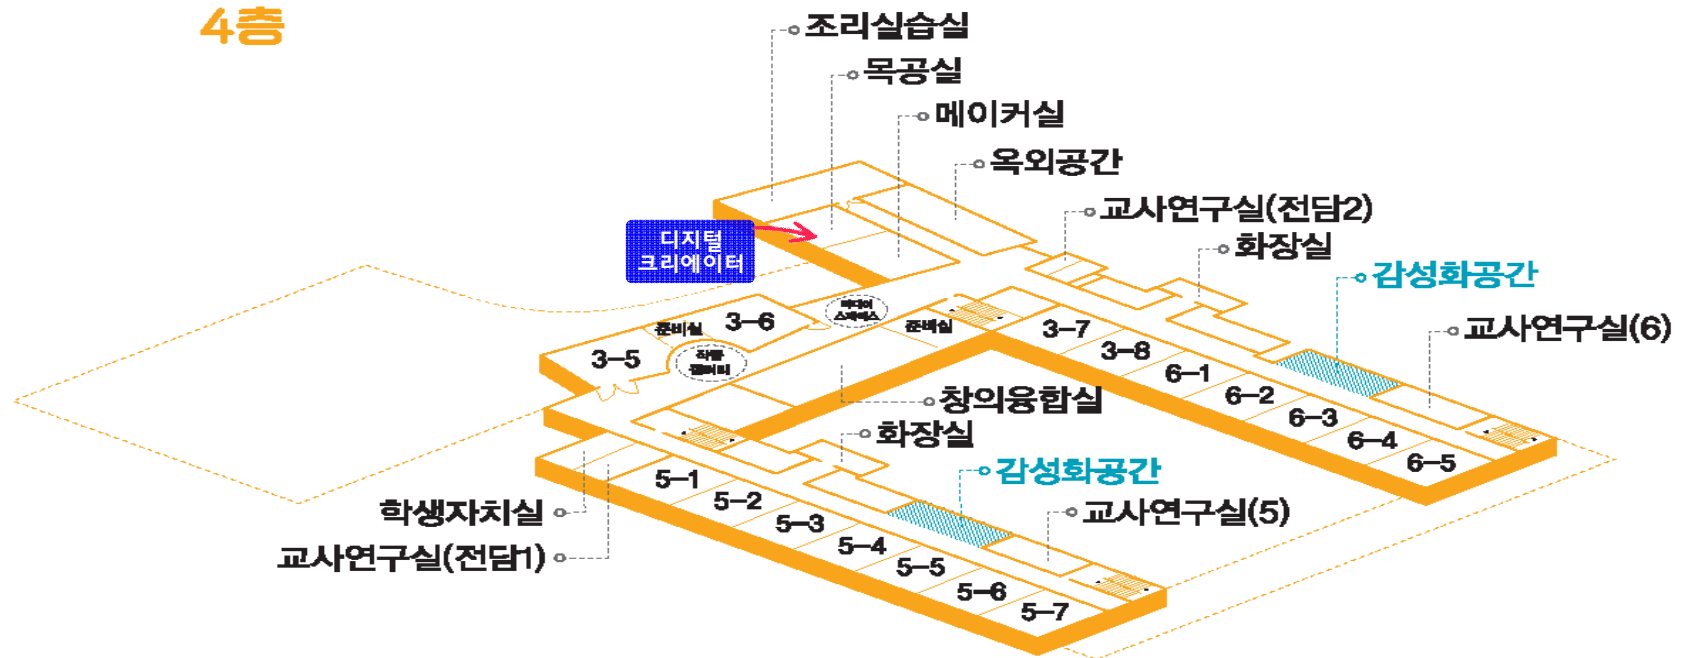 4층
조리실습실
목공실
메이커실
옥외공간
교사연구실(전담2)
화장실
디지털
크리에이터
감성화공간
교사연구실(6)
준비실
3-6
3-5
준비실
3-7
3-8
6-1
6-2
6-3
6-4
6-5
창의융합실
화장실
감성화공간
교사연구실(5)
5-1
5-2
5-3
5-4
5-5
5-6
5-7
학생자치실
교사연구실(전담1)